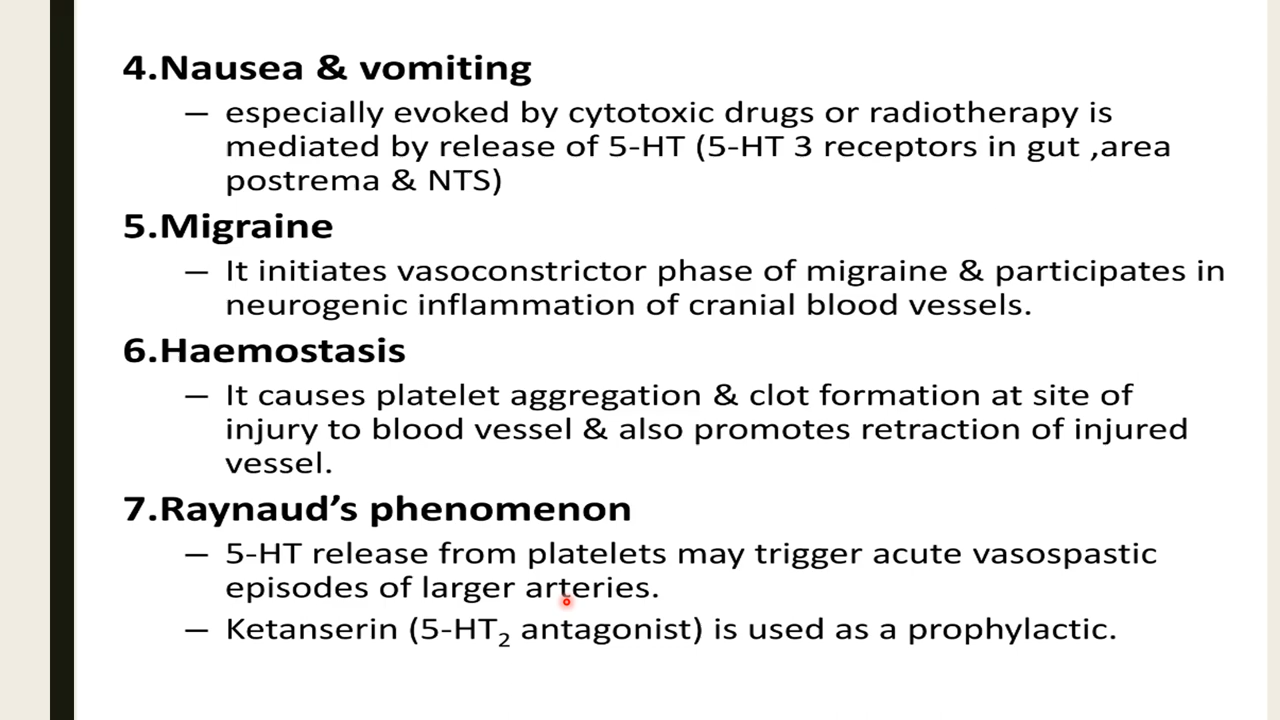 4.Nausea & vomiting
– especially evoked by cytotoxic drugs or radiotherapy is
mediated by release of 5-HT (5-HT 3 receptors in gut ,area
postrema & NTS)
5.Migraine
– It initiates vasoconstrictor phase of migraine & participates in
neurogenic inflammation of cranial blood vessels.
6.Haemostasis
– It causes platelet aggregation & clot formation at site of
injury to blood vessel & also promotes retraction of injured
vessel.
7.Raynaud’s phenomenon
– 5-HT release from platelets may trigger acute vasospastic
episodes of larger arteries.
– Ketanserin (5-HT₂ antagonist) is used as a prophylactic.